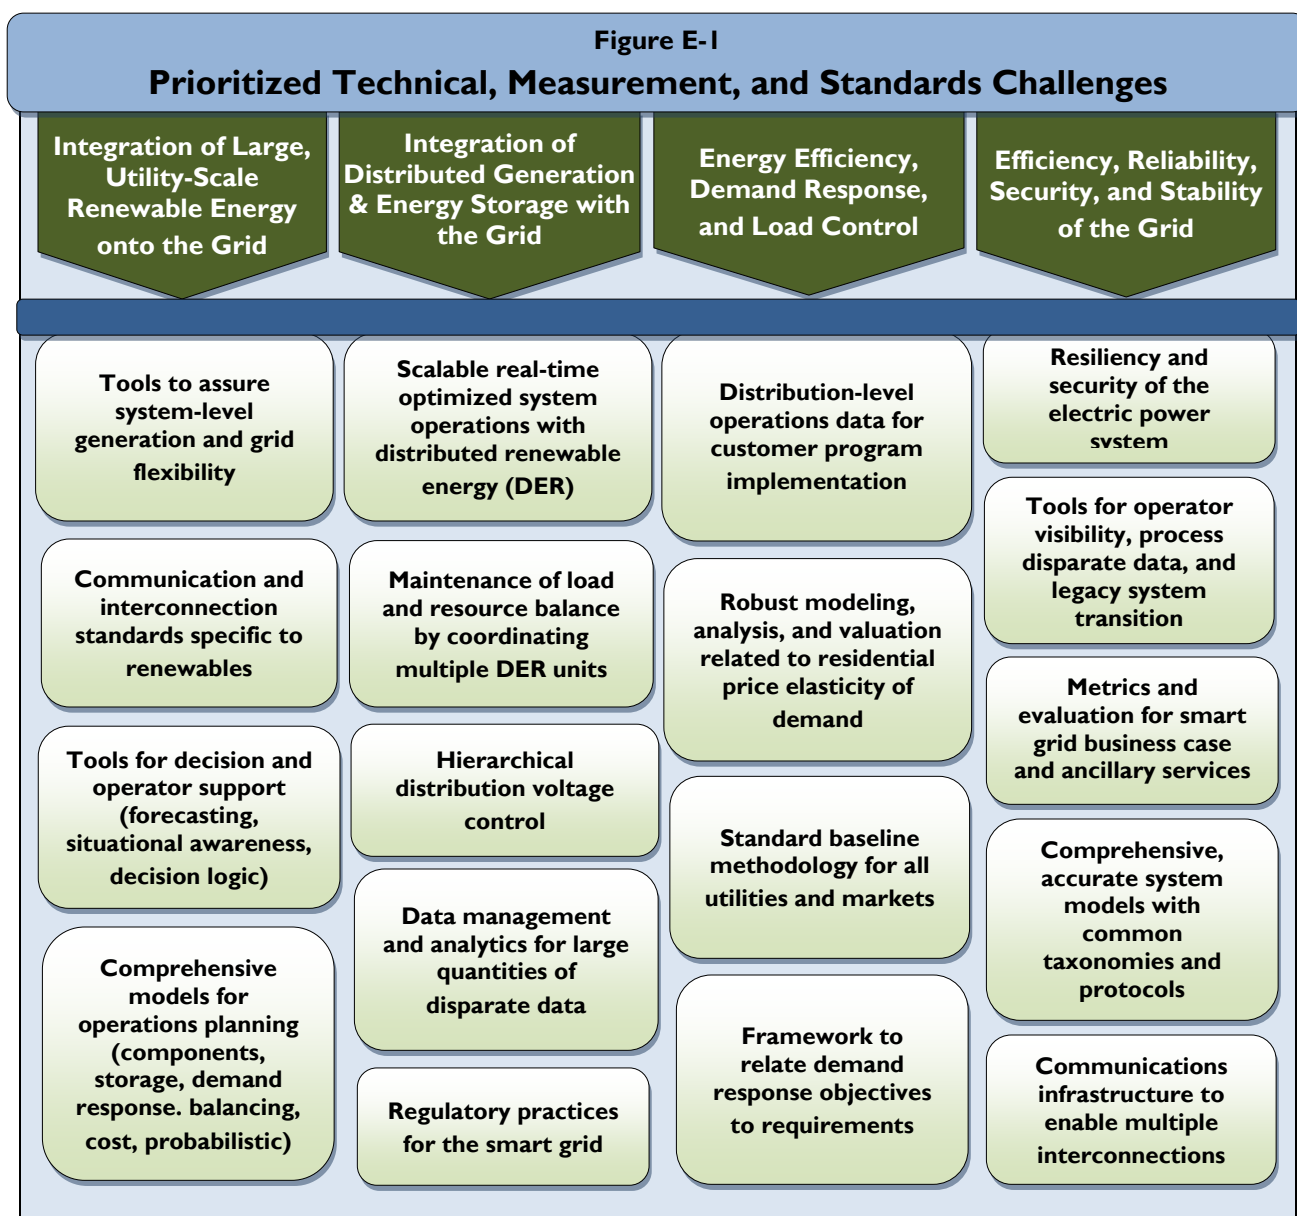 Figure E-1
Prioritized Technical, Measurement, and Standards Challenges
Integration of Large,
Utility-Scale
Renewable Energy
onto the Grid
Integration of
Distributed Generation
& Energy Storage with
the Grid
Energy Efficiency,
Demand Response,
and Load Control
Efficiency, Reliability,
Security, and Stability
of the Grid
Tools to assure
system-level
generation and grid
flexibility
Communication and
interconnection
standards specific to
renewables
Tools for decision and
operator support
(forecasting,
situational awareness,
decision logic)
Comprehensive
models for
operations planning
(components,
storage, demand
response. balancing,
cost, probabilistic)
Scalable real-time
optimized system
operations with
distributed renewable
energy (DER)
Maintenance of load
and resource balance
by coordinating
multiple DER units
Hierarchical
distribution voltage
control
Data management
and analytics for large
quantities of
disparate data
Regulatory practices
for the smart grid
Distribution-level
operations data for
customer program
implementation
Robust modeling,
analysis, and valuation
related to residential
price elasticity of
demand
Standard baseline
methodology for all
utilities and markets
Framework to
relate demand
response objectives
to requirements
Resiliency and
security of the
electric power
system
Tools for operator
visibility, process
disparate data, and
legacy system
transition
Metrics and
evaluation for smart
grid business case
and ancillary services
Comprehensive,
accurate system
models with
common
taxonomies and
protocols
Communications
infrastructure to
enable multiple
interconnections